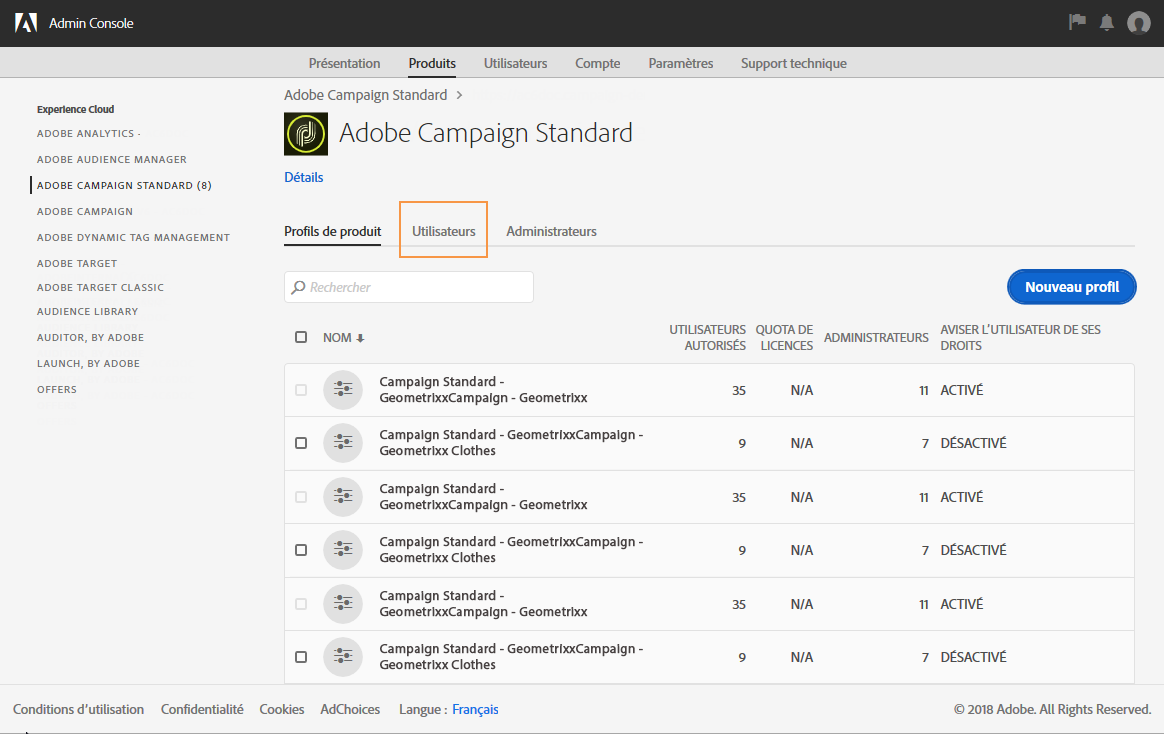 Admin Console
Présentation Produits Utilisateurs Compte Paramètres Support technique
Experience Cloud
ADOBE ANALYTICS -
ADOBE AUDIENCE MANAGER
ADOBE CAMPAIGN STANDARD (8)
ADOBE CAMPAIGN
ADOBE DYNAMIC TAG MANAGEMENT
ADOBE TARGET
ADOBE TARGET CLASSIC
AUDIENCE LIBRARY
AUDITOR, BY ADOBE
LAUNCH, BY ADOBE
OFFERS
Adobe Campaign Standard >
Adobe Campaign Standard
Détails
Profils de produit Utilisateurs Administrateurs
Rechercher
Nouveau profil
NOM
UTILISATEURS
AUTORISÉS
QUOTA DE
LICENCES
ADMINISTRATEURS
AVISER L'UTILISATEUR DE SES
DROITS
Campaign Standard -
GeometrixxCampaign - Geometrixx
35 N/A 11 ACTIVÉ
Campaign Standard - GeometrixxCampaign -
Geometrixx Clothes
9 N/A 7 DÉSACTIVÉ
Campaign Standard -
GeometrixxCampaign - Geometrixx
35 N/A 11 ACTIVÉ
Campaign Standard - GeometrixxCampaign -
Geometrixx Clothes
9 N/A 7 DÉSACTIVÉ
Campaign Standard -
GeometrixxCampaign - Geometrixx
35 N/A 11 ACTIVÉ
Campaign Standard - GeometrixxCampaign -
Geometrixx Clothes
9 N/A 7 DÉSACTIVÉ
Conditions d'utilisation Confidentialité Cookies AdChoices Langue : Français © 2018 Adobe. All Rights Reserved.